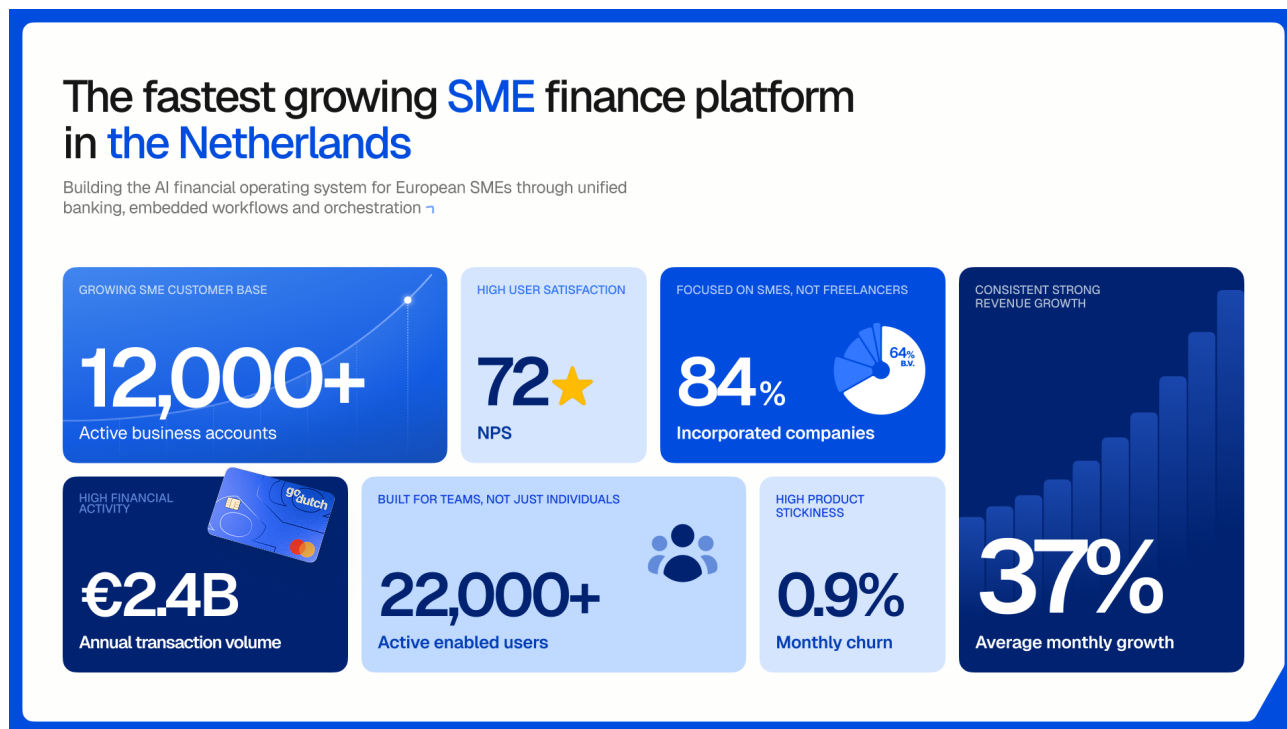 The fastest growing SME finance platform
in the Netherlands
Building the AI financial operating system for European SMEs through unified
banking, embedded workflows and orchestration
GROWING SME CUSTOMER BASE
12,000+
Active business accounts
HIGH USER SATISFACTION
72
NPS
FOCUSED ON SMES, NOT FREELANCERS
84%
Incorporated companies
64%
B.V.
CONSISTENT STRONG
REVENUE GROWTH
37%
Average monthly growth
HIGH FINANCIAL
ACTIVITY
go
dutch
€2.4B
Annual transaction volume
BUILT FOR TEAMS, NOT JUST INDIVIDUALS
22,000+
Active enabled users
HIGH PRODUCT
STICKINESS
0.9%
Monthly churn